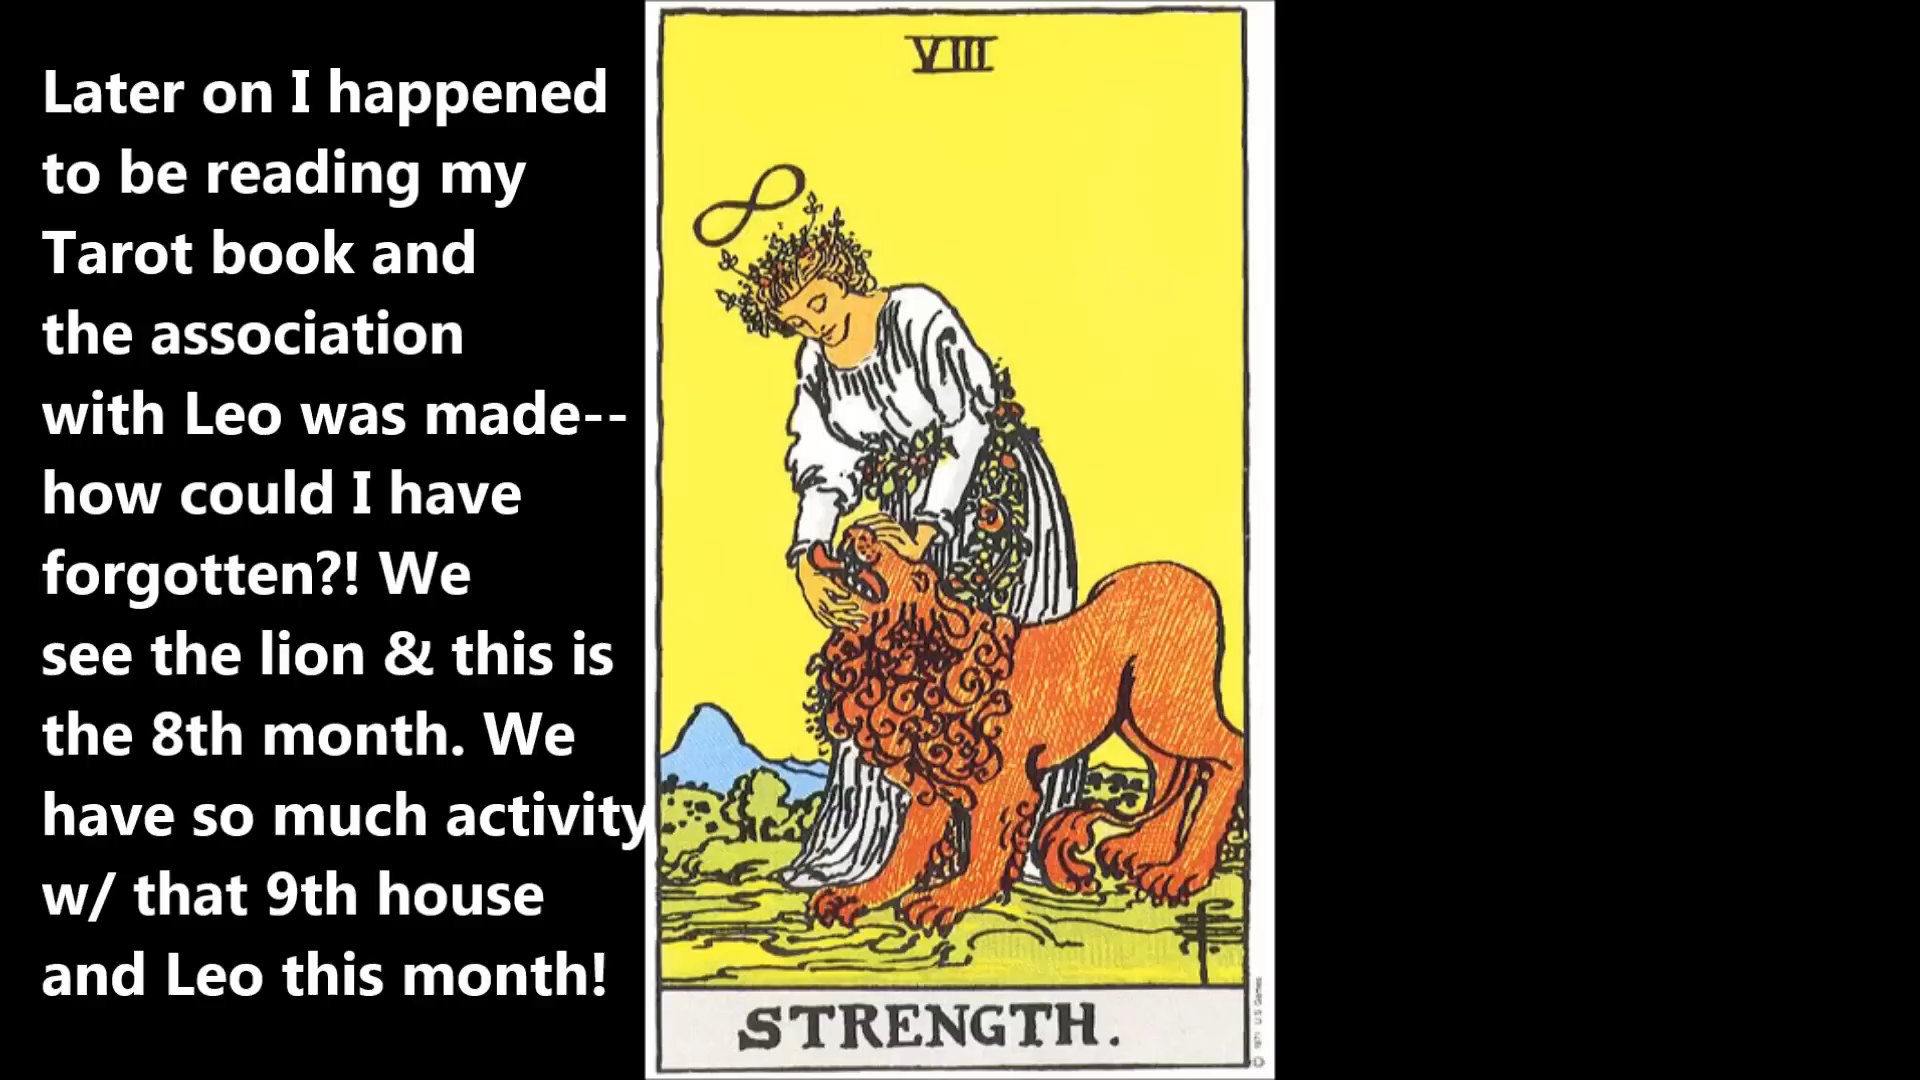 Later on I happened
to be reading my
Tarot book and
the association
with Leo was made--
how could I have
forgotten?! We
see the lion & this is
the 8th month. We
have so much activity
w/ that 9th house
and Leo this month!
VIII
STRENGTH.
© 1971 U.S Games